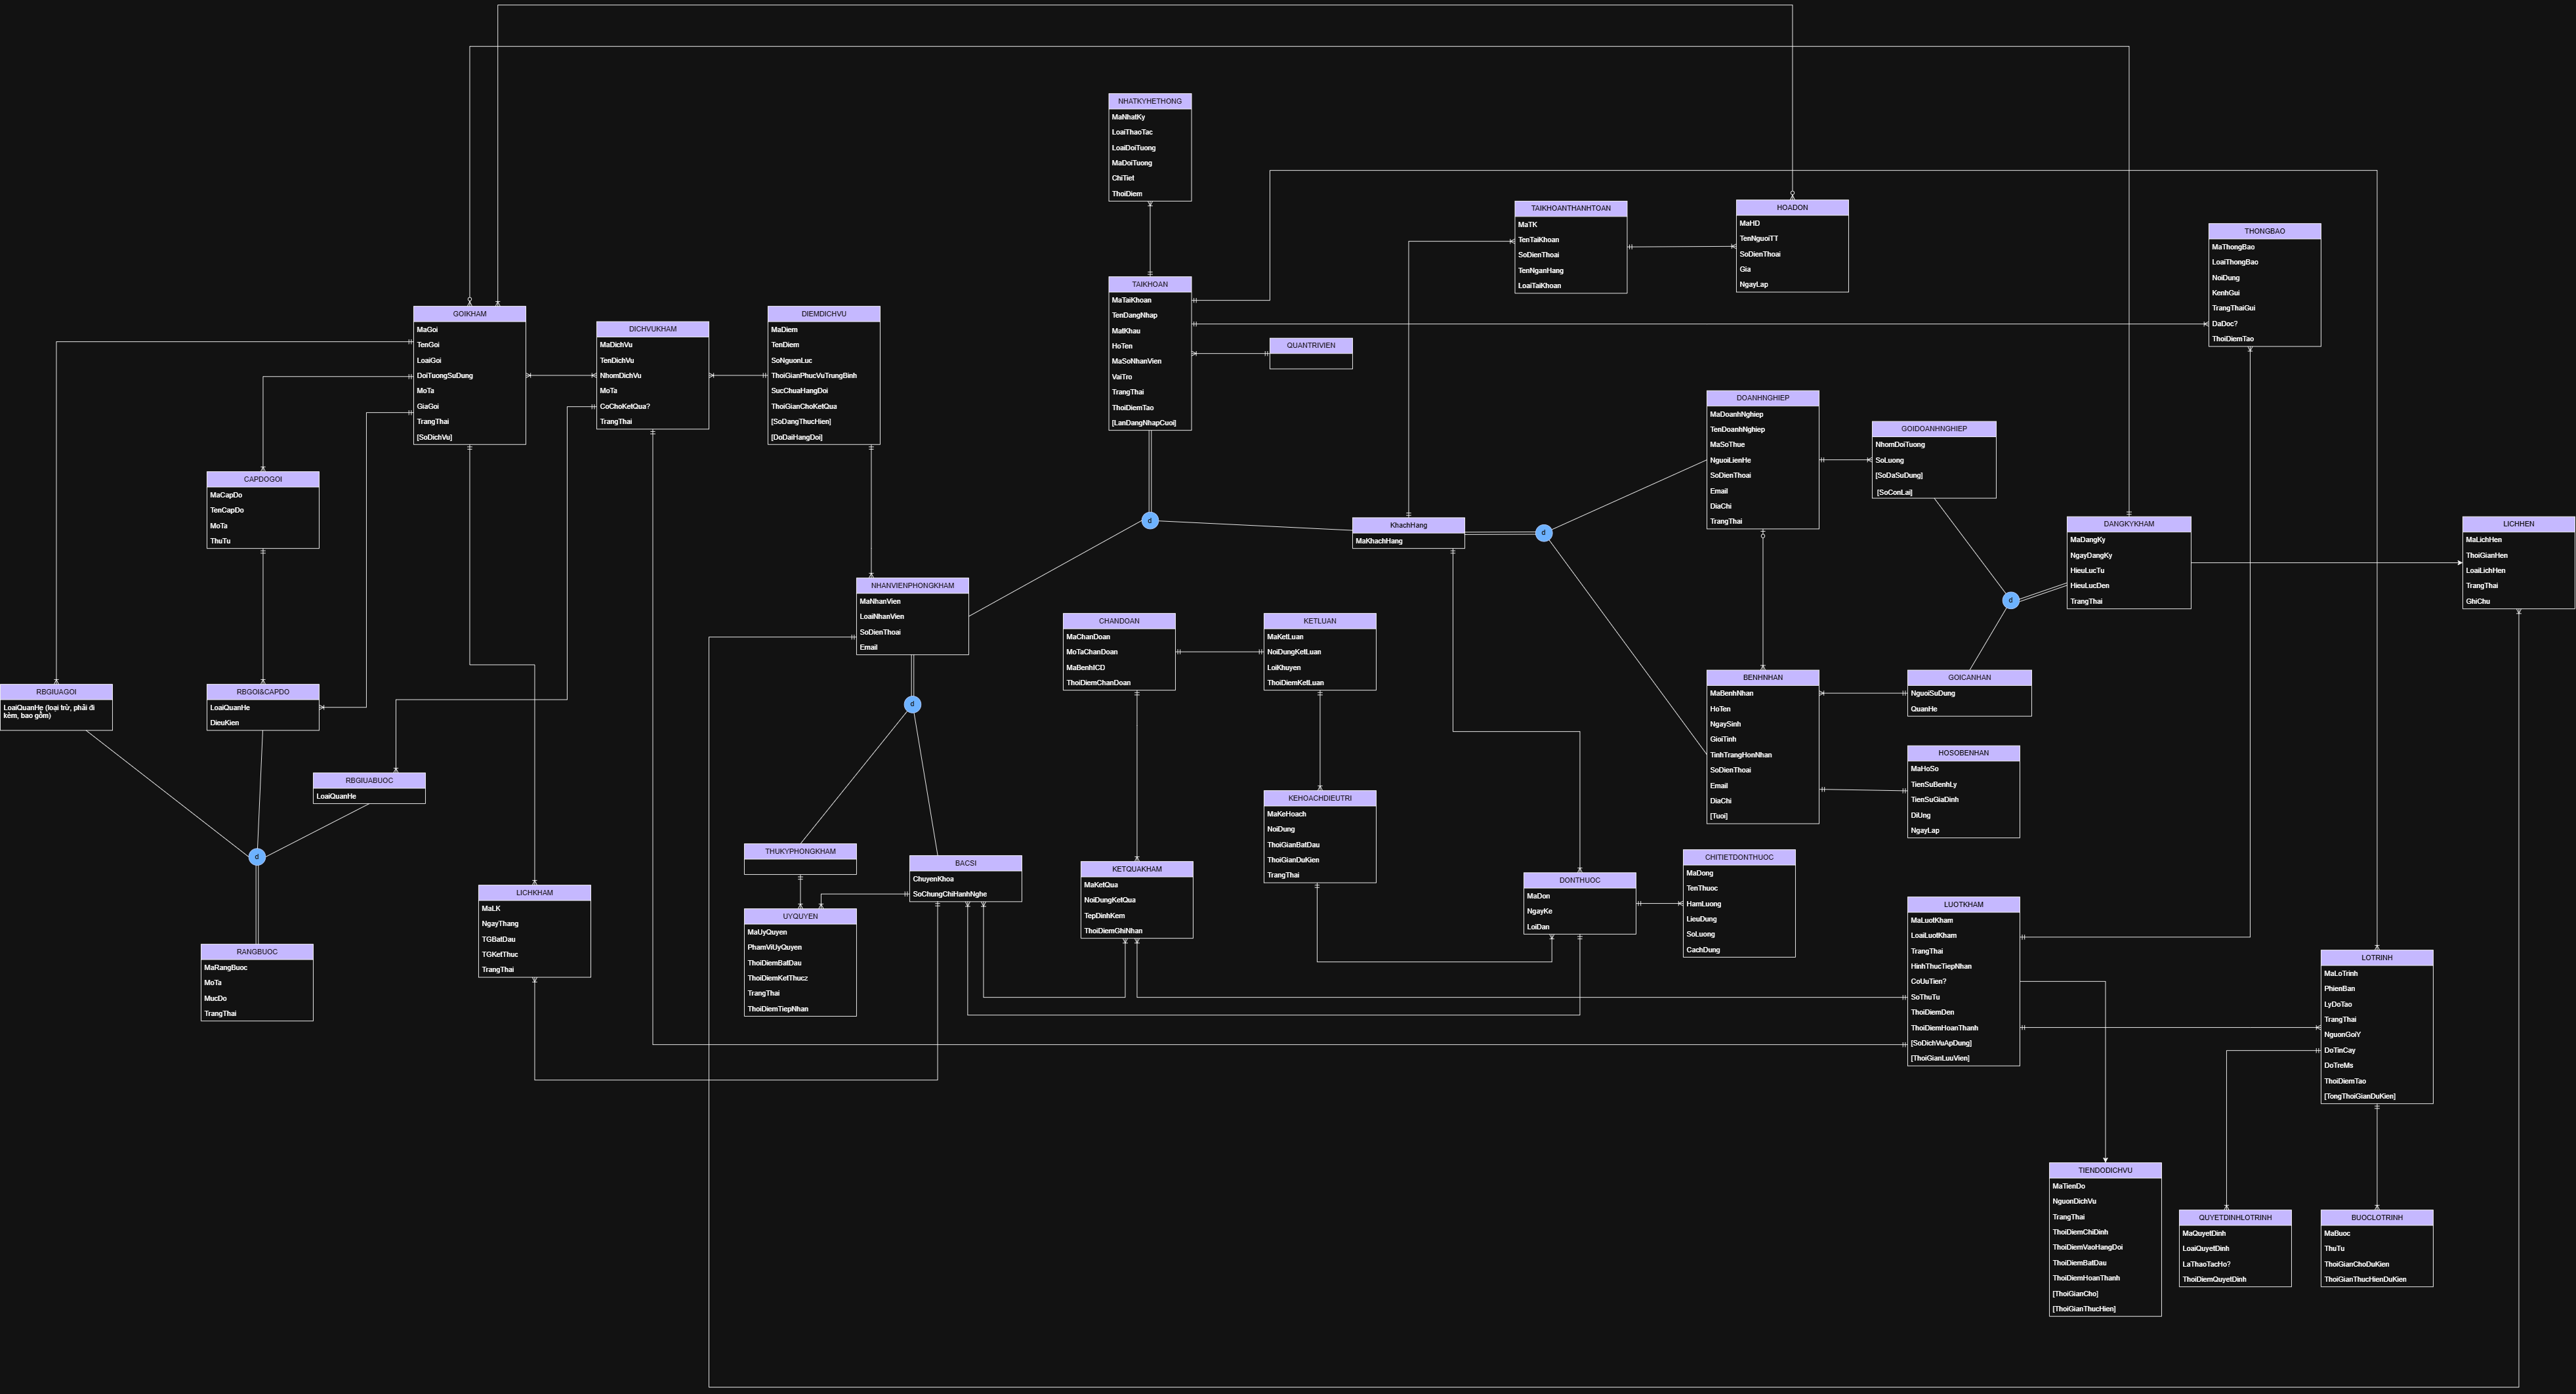 NHATKYHETHONG
MaNhatKy
LoaiThaoTac
LoaiDoiTuong
MaDoiTuong
ChiTiet
ThoiDiem
TAIKHOANTHANHTOAN
MaTK
TenTaiKhoan
SoDienThoai
TenNganHang
LoaiTaiKhoan
HOADON
MaHD
TenNguoiTT
SoDienThoai
Gia
NgayLap
THONGBAO
MaThongBao
LoaiThongBao
NoiDung
KenhGui
TrangThaiGui
DaDoc?
ThoiDiemTao
GOIKHAM
MaGoi
TenGoi
LoaiGoi
DoiTuongSuDung
MoTa
GiaGoi
TrangThai
[SoDichVu]
DICHVUKHAM
MaDichVu
TenDichVu
NhomDichVu
MoTa
CoChoKetQua?
TrangThai
DIEMDICHVU
MaDiem
TenDiem
SoNguonLuc
ThoiGianPhucVuTrungBinh
SucChuaHangDoi
ThoiGianChoKetQua
[SoDangThucHien]
[DoDaiHangDoi]
TAIKHOAN
MaTaiKhoan
TenDangNhap
MatKhau
HoTen
MaSoNhanVien
VaiTro
TrangThai
ThoiDiemTao
[LanDangNhapCuoi]
QUANTRIVIEN
DOANHNGHIEP
MaDoanhNghiep
TenDoanhNghiep
MaSoThue
NguoiLienHe
SoDienThoai
Email
DiaChi
TrangThai
GOIDOANHNGHIEP
NhomDoiTuong
SoLuong
[SoDaSuDung]
[SoConLai]
CAPDOGOI
MaCapDo
TenCapDo
MoTa
ThuTu
d
KhachHang
MaKhachHang
d
DANGKYKHAM
MaDangKy
NgayDangKy
HieuLucTu
HieuLucDen
TrangThai
LICHHEN
MaLichHen
ThoiGianHen
LoaiLichHen
TrangThai
GhiChu
NHANVIENPHONGKHAM
MaNhanVien
LoaiNhanVien
SoDienThoai
Email
d
CHANDOAN
MaChanDoan
MoTaChanDoan
MaBenhICD
ThoiDiemChanDoan
KETLUAN
MaKetLuan
NoiDungKetLuan
LoiKhuyen
ThoiDiemKetLuan
BENHNHAN
MaBenhNhan
HoTen
NgaySinh
GioiTinh
TinhTrangHonNhan
SoDienThoai
Email
DiaChi
[Tuoi]
GOICANHAN
NguoiSuDung
QuanHe
RBGIUAGOI
LoaiQuanHe (loại trừ, phải đi
kèm, bao gồm)
RBGOI&CAPDO
LoaiQuanHe
DieuKien
d
HOSOBENHAN
MaHoSo
TienSuBenhLy
TienSuGiaDinh
DiUng
NgayLap
RBGIUABUOC
LoaiQuanHe
KEHOACHDIEUTRI
MaKeHoach
NoiDung
ThoiGianBatDau
ThoiGianDuKien
TrangThai
d
THUKYPHONGKHAM
BACSI
ChuyenKhoa
SoChungChiHanhNghe
KETQUAKHAM
MaKetQua
NoiDungKetQua
TepDinhKem
ThoiDiemGhiNhan
DONTHUOC
MaDon
NgayKe
LoiDan
CHITIETDONTHUOC
MaDong
TenThuoc
HamLuong
LieuDung
SoLuong
CachDung
LICHKHAM
MaLK
NgayThang
TGBatDau
TGKetThuc
TrangThai
UYQUYEN
MaUyQuyen
PhamViUyQuyen
ThoiDiemBatDau
ThoiDiemKetThucz
TrangThai
ThoiDiemTiepNhan
LUOTKHAM
MaLuotKham
LoaiLuotKham
TrangThai
HinhThucTiepNhan
CoUuTien?
SoThuTu
ThoiDiemDen
ThoiDiemHoanThanh
[SoDichVuApDung]
[ThoiGianLuuVien]
RANGBUOC
MaRangBuoc
MoTa
MucDo
TrangThai
LOTRINH
MaLoTrinh
PhienBan
LyDoTao
TrangThai
NguonGoiY
DoTinCay
DoTreMs
ThoiDiemTao
[TongThoiGianDuKien]
TIENDODICHVU
MaTienDo
NguonDichVu
TrangThai
ThoiDiemChiDinh
ThoiDiemVaoHangDoi
ThoiDiemBatDau
ThoiDiemHoanThanh
[ThoiGianCho]
[ThoiGianThucHien]
QUYETDINHLOTRINH
MaQuyetDinh
LoaiQuyetDinh
LaThaoTacHo?
ThoiDiemQuyetDinh
BUOCLOTRINH
MaBuoc
ThuTu
ThoiGianChoDuKien
ThoiGianThucHienDuKien